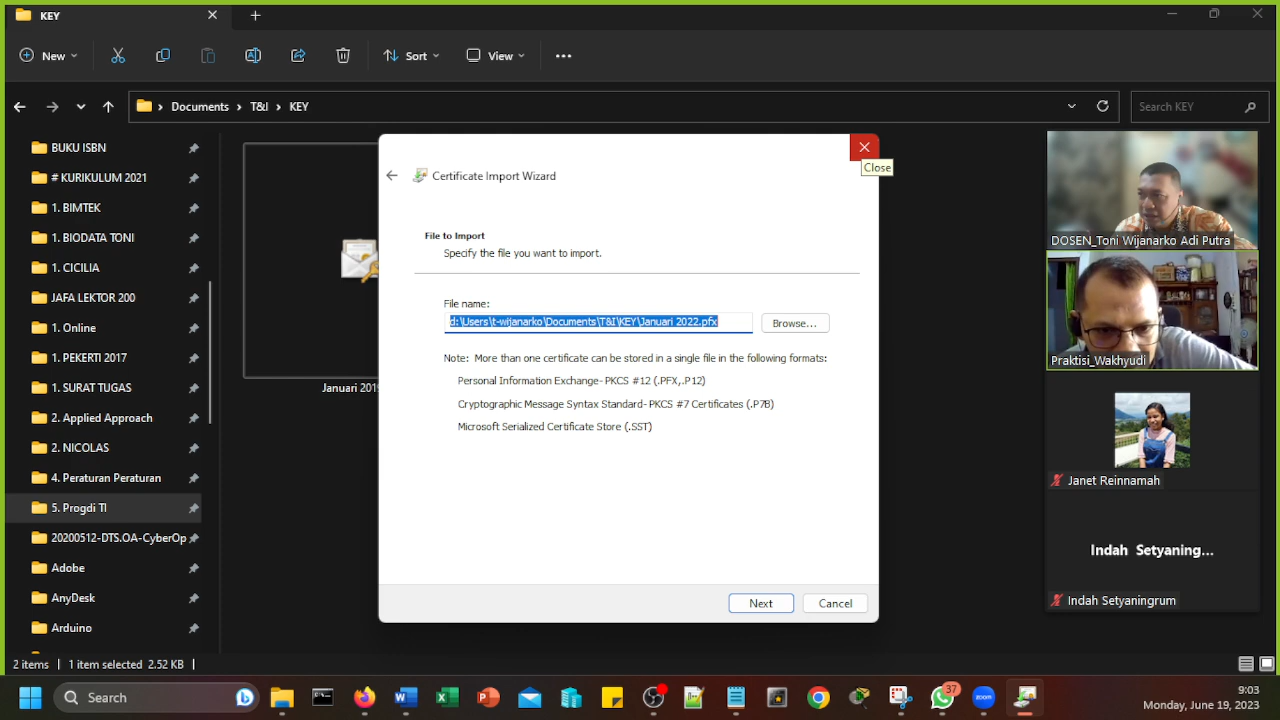 KEY
New
Sort
View
Documents > T&I > KEY
Search KEY
BUKU ISBN
# KURIKULUM 2021
1. BIMTEK
1. BIODATA TONI
1. CICILIA
JAFA LEKTOR 200
1. Online
1. PEKERTI 2017
1. SURAT TUGAS
2. Applied Approach
2. NICOLAS
4. Peraturan Peraturan
5. Progdi TI
20200512-DTS.OA-CyberOp
Adobe
AnyDesk
Arduino
Januari 2019
Certificate Import Wizard
Close
File to Import
Specify the file you want to import.
File name:
d:\Users\t-wijanarko\Documents\T&I\KEY\Januari 2022.pfx
Browse...
Note: More than one certificate can be stored in a single file in the following formats:
Personal Information Exchange- PKCS #12 (.PFX,.P12)
Cryptographic Message Syntax Standard- PKCS #7 Certificates (.P7B)
Microsoft Serialized Certificate Store (.SST)
Next
Cancel
DOSEN_Toni Wijanarko Adi Putra
Praktisi_Wakhyudi
Janet Reinnamah
Indah Setyaning...
Indah Setyaningrum
2 items
1 item selected 2.52 KB
Search
37
zoom
9:03
Monday, June 19, 2023